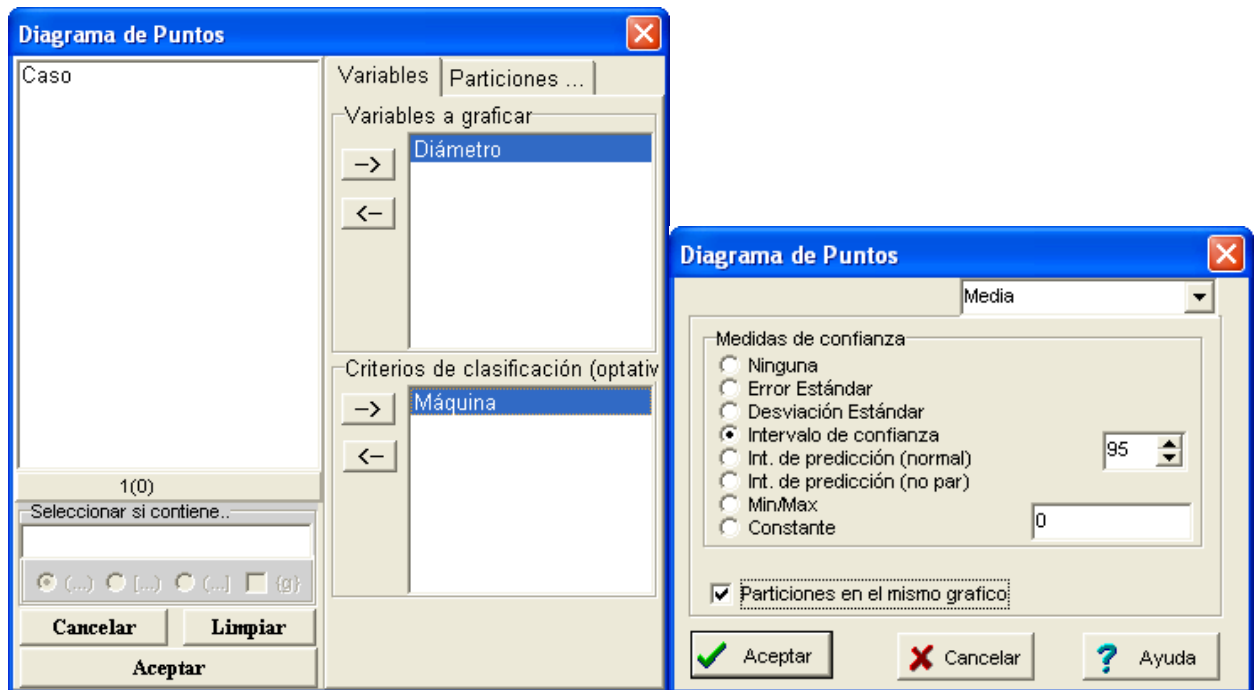 Diagrama de Puntos
Caso
1(0)
Seleccionar si contiene..
(...) [...) (...] {g}
Cancelar Limpiar
Aceptar
Variables Particiones ...
Variables a graficar
-->
Diámetro
<--
Criterios de clasificación (optativ
-->
Máquina
<--
Diagrama de Puntos
Media
Medidas de confianza
Ninguna
Error Estándar
Desviación Estándar
Intervalo de confianza
95
Int. de predicción (normal)
Int. de predicción (no par)
Min/Max
Constante
0
Particiones en el mismo grafico
Aceptar Cancelar ? Ayuda